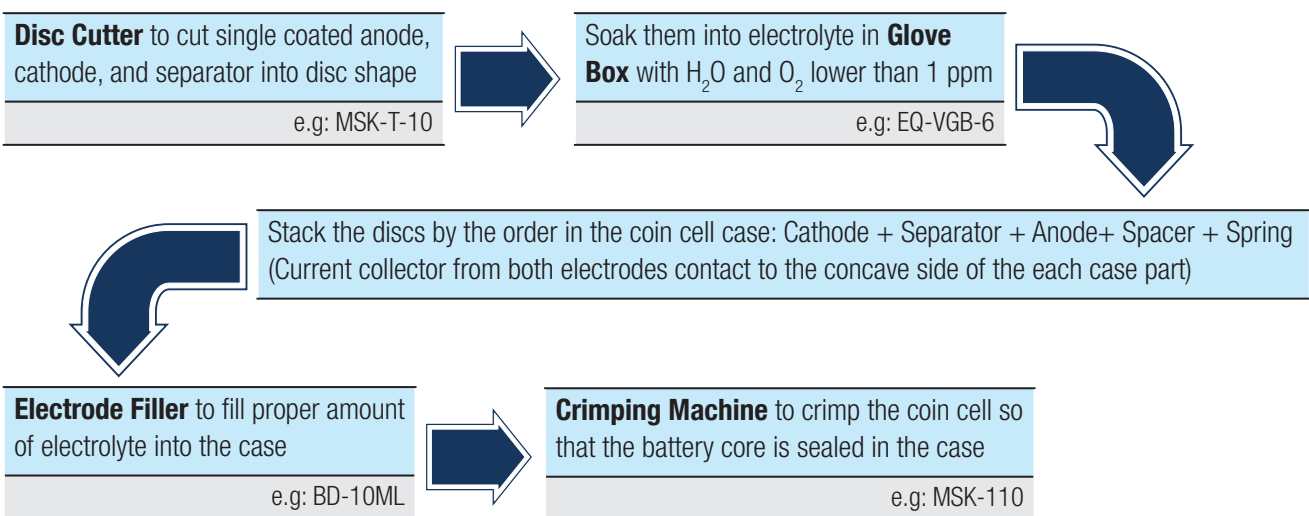 Disc Cutter to cut single coated anode,
cathode, and separator into disc shape
e.g: MSK-T-10
Soak them into electrolyte in Glove
Box with H₂O and O₂ lower than 1 ppm
e.g: EQ-VGB-6
Stack the discs by the order in the coin cell case: Cathode + Separator + Anode+ Spacer + Spring
(Current collector from both electrodes contact to the concave side of the each case part)
Electrode Filler to fill proper amount
of electrolyte into the case
e.g: BD-10ML
Crimping Machine to crimp the coin cell so
that the battery core is sealed in the case
e.g: MSK-110